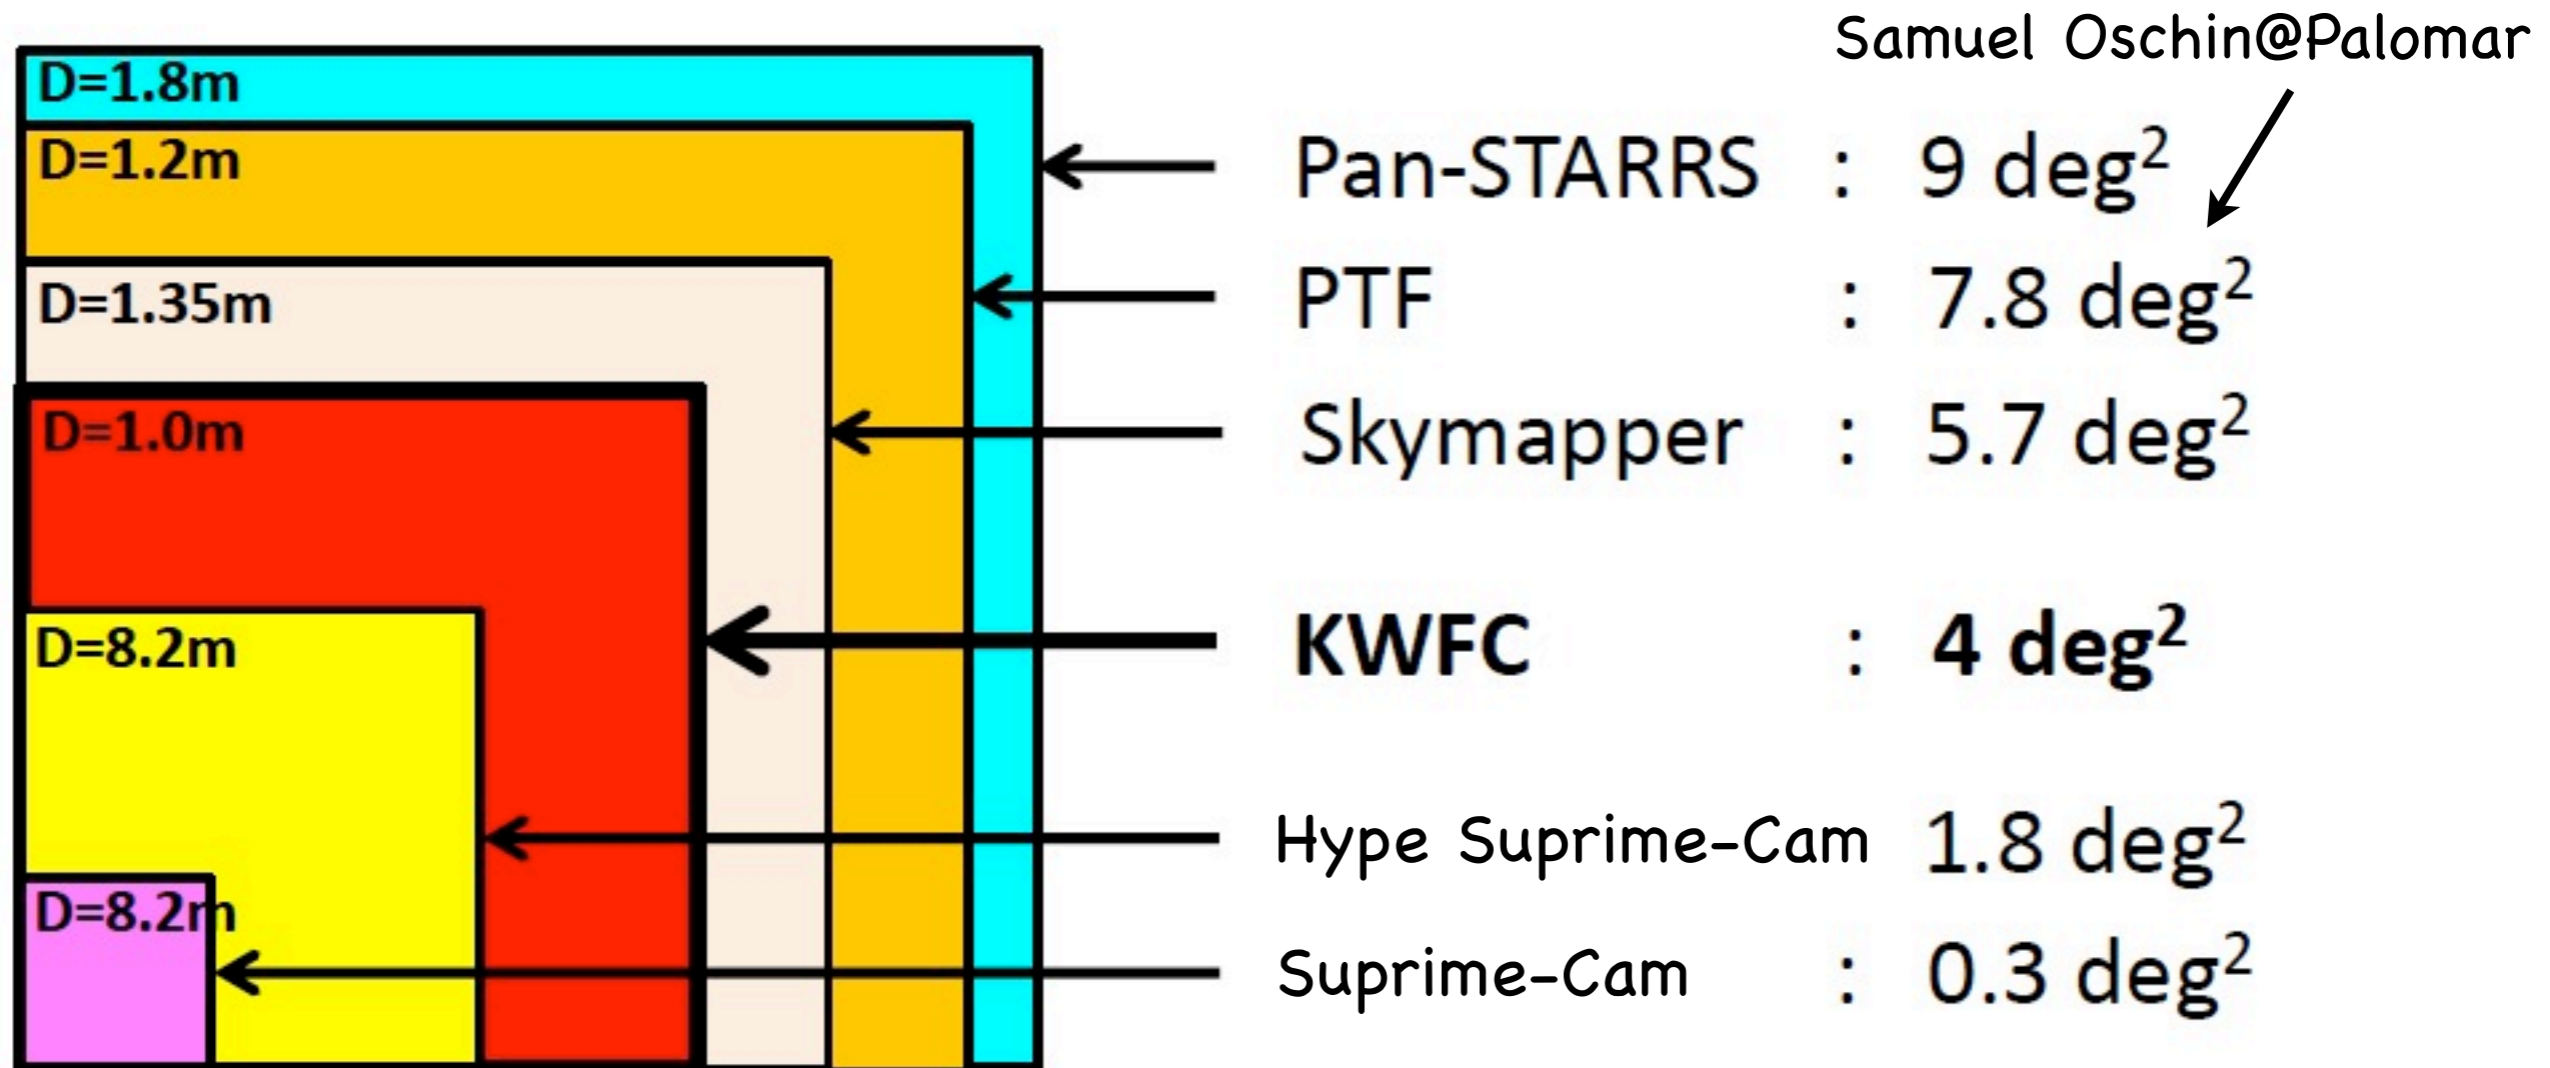 Samuel Oschin@Palomar
D=1.8m
D=1.2m
D=1.35m
D=1.0m
D=8.2m
D=8.2m
Pan-STARRS : 9 deg²
PTF : 7.8 deg²
Skymapper : 5.7 deg²
KWFC : 4 deg²
Hype Suprime-Cam 1.8 deg²
Suprime-Cam : 0.3 deg²